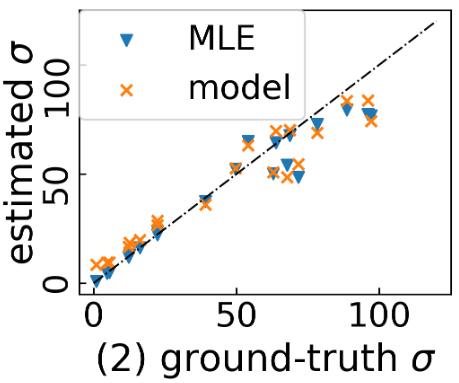 MLE
model
estimated σ
100
50
0
0 50 100
(2) ground-truth σ